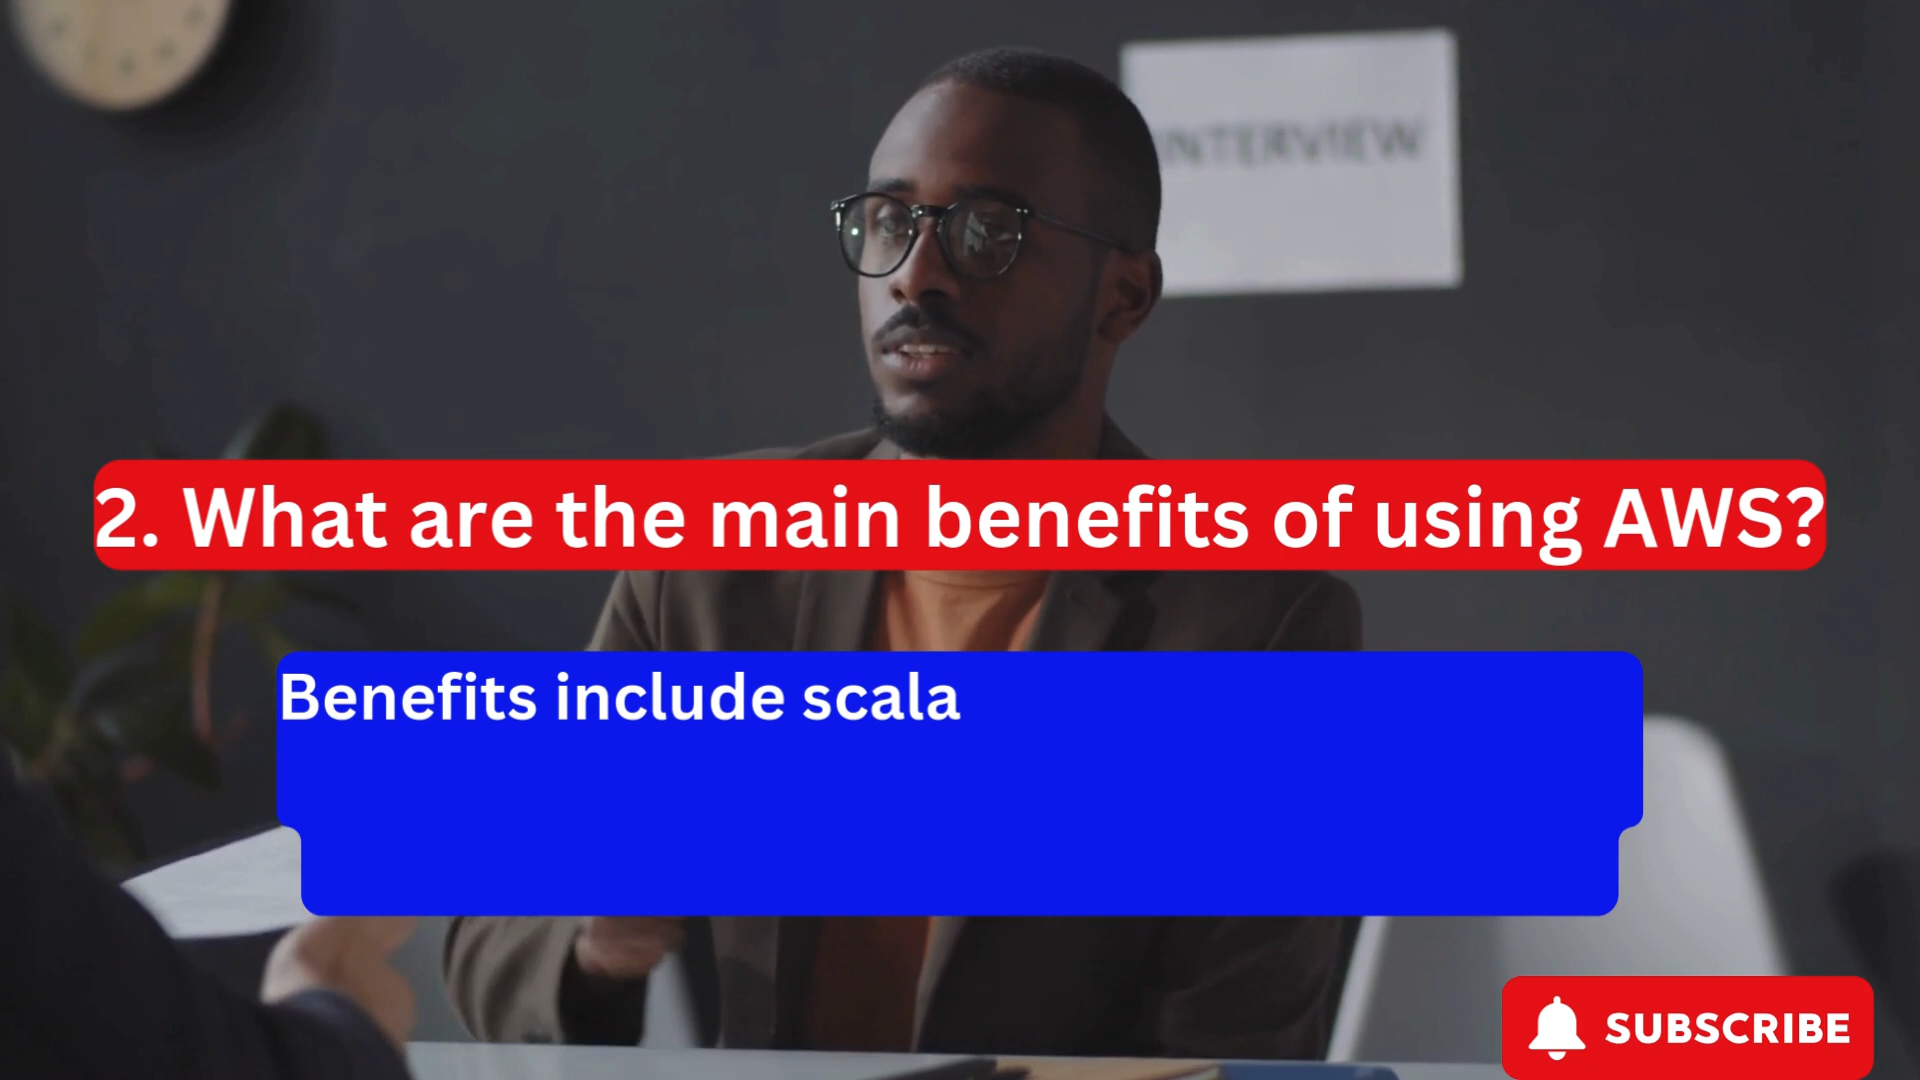 INTERVIEW
2. What are the main benefits of using AWS?
Benefits include scala
SUBSCRIBE